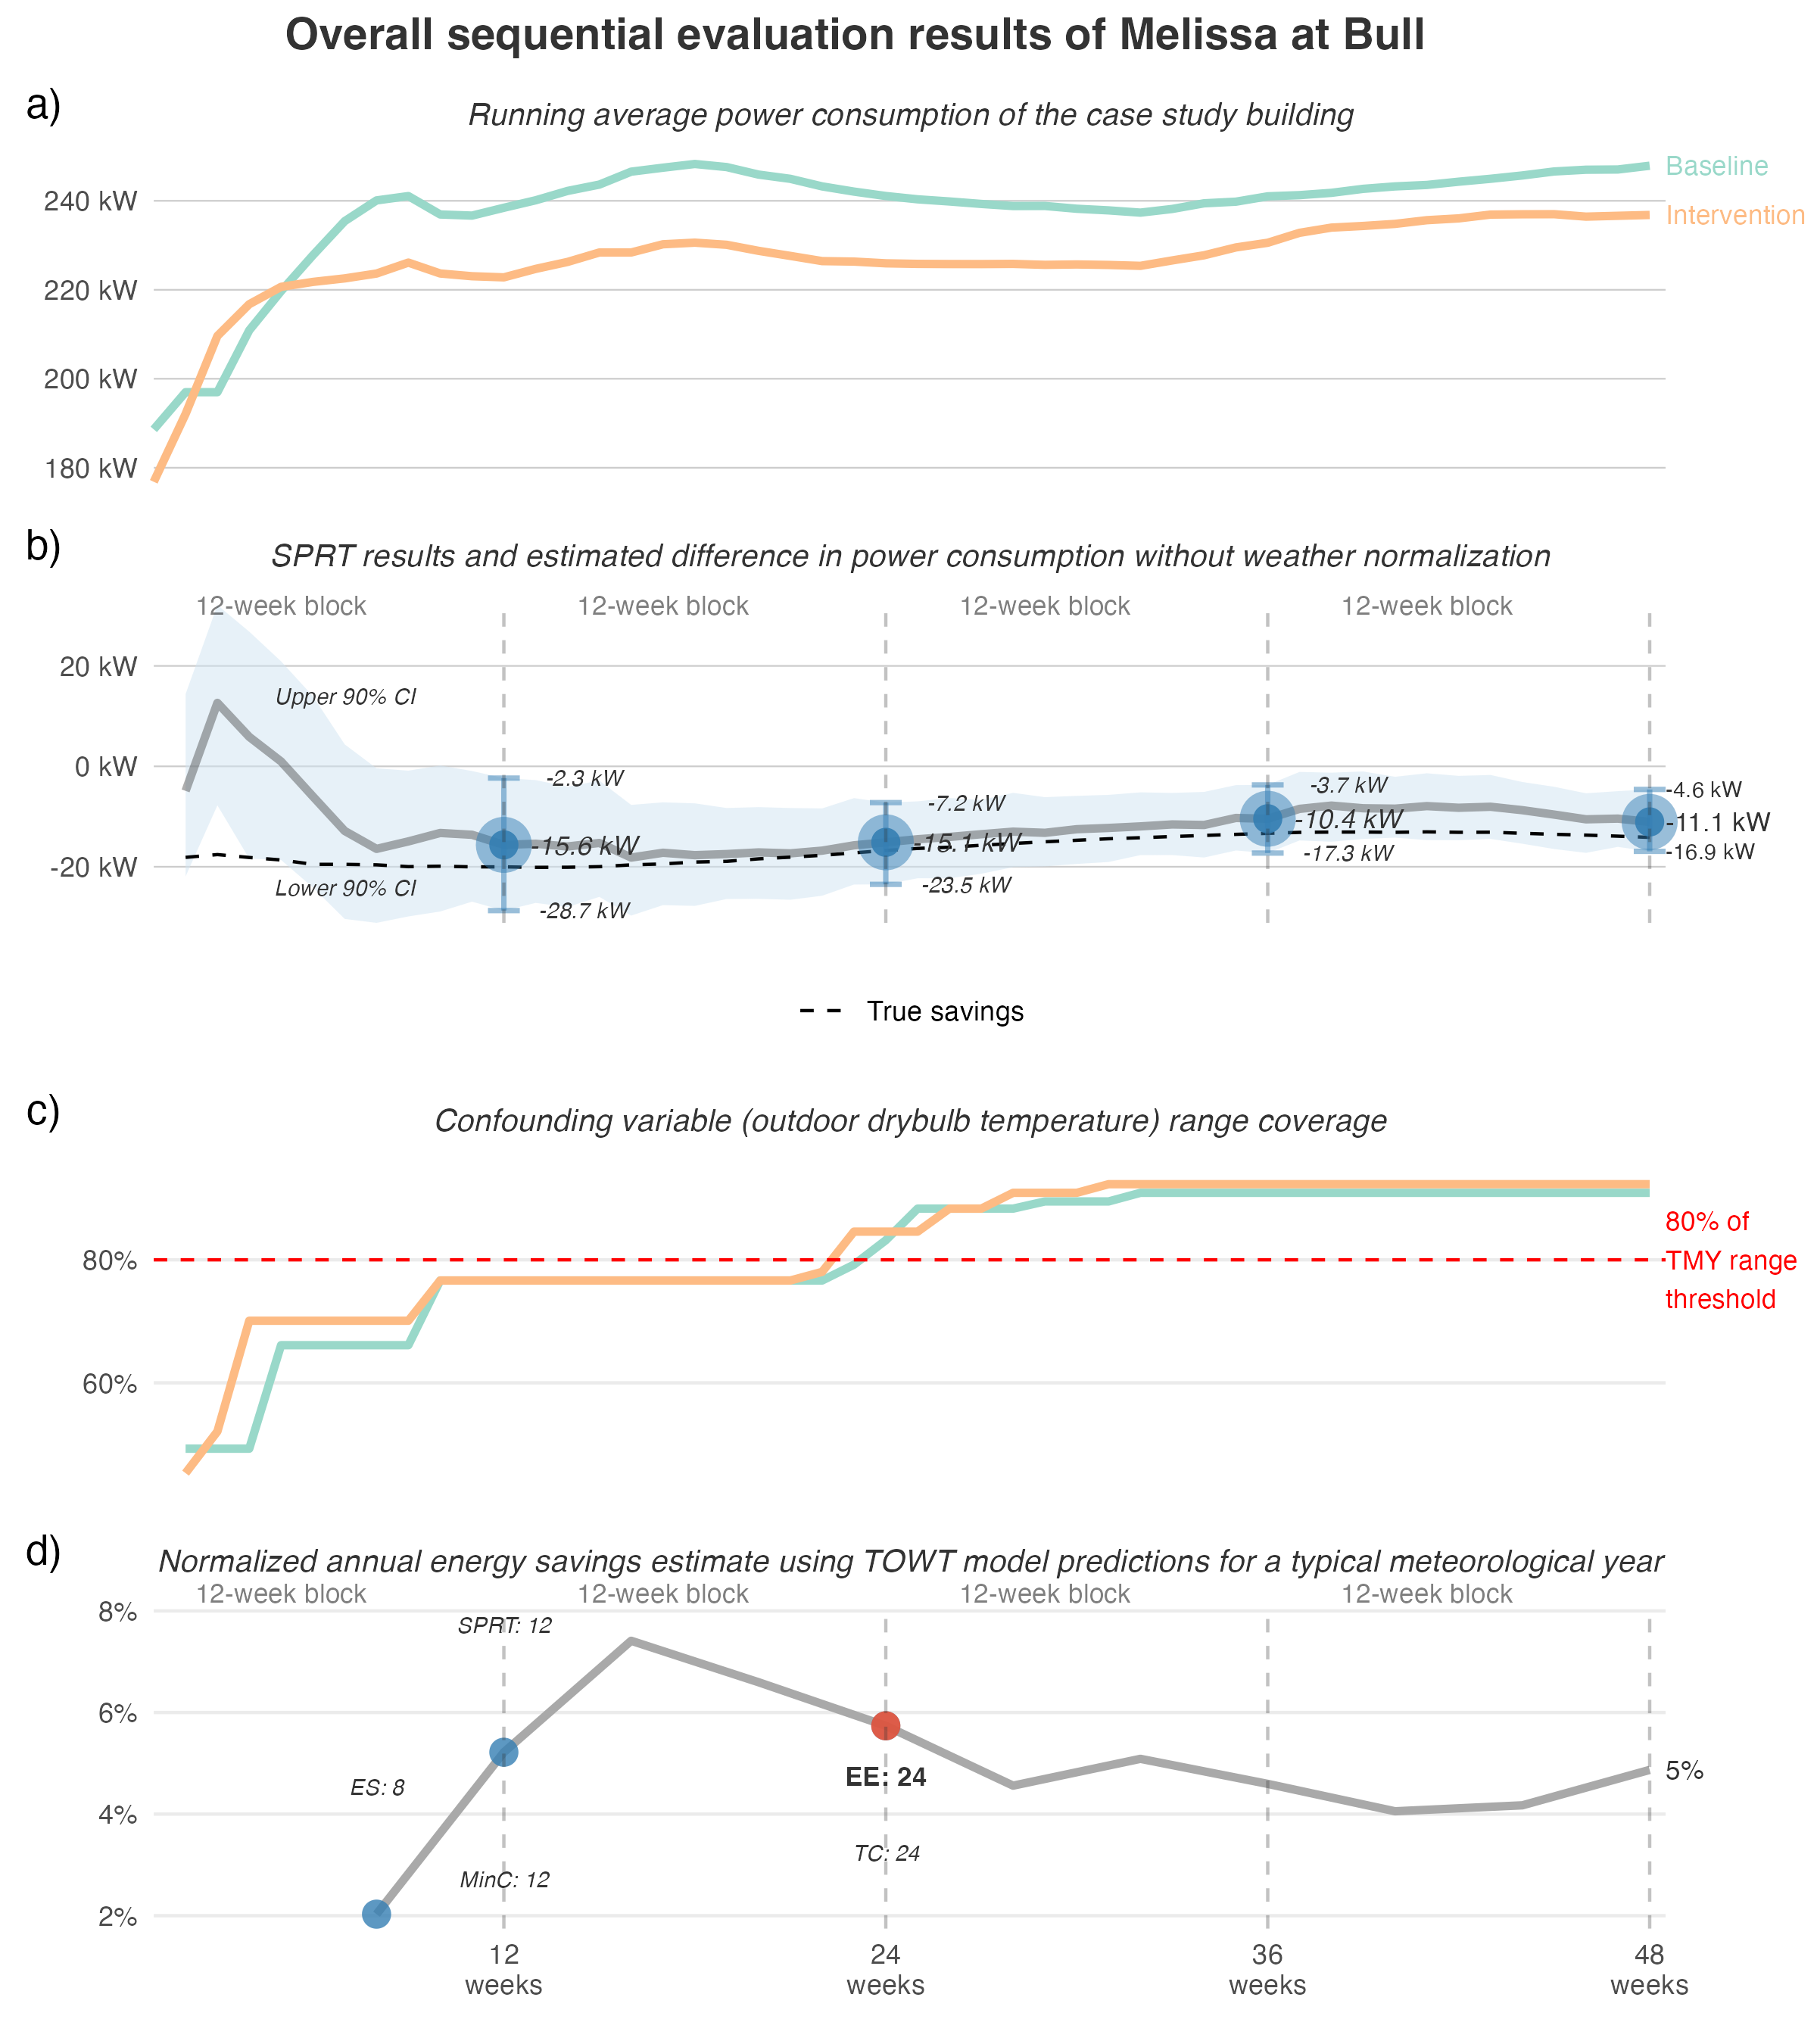 Overall sequential evaluation results of Melissa at Bull
a)
Running average power consumption of the case study building
Baseline
240 kW
Intervention
220 kW
200 kW
180 kW
b)
SPRT results and estimated difference in power consumption without weather normalization
12-week block 12-week block 12-week block 12-week block
20 kW
Upper 90% CI
0 kW
-2.3 kW
-7.2 kW
-3.7 kW
-4.6 kW
-15.6 kW
-15.1 kW
-10.4 kW
-11.1 kW
-20 kW
Lower 90% CI
-28.7 kW
-23.5 kW
-17.3 kW
-16.9 kW
True savings
c)
Confounding variable (outdoor drybulb temperature) range coverage
80% of
TMY range
threshold
80%
60%
d)
Normalized annual energy savings estimate using TOWT model predictions for a typical meteorological year
12-week block 12-week block 12-week block 12-week block
8%
SPRT: 12
6%
EE: 24
5%
ES: 8
4%
TC: 24
MinC: 12
2%
12 24 36 48
weeks weeks weeks weeks